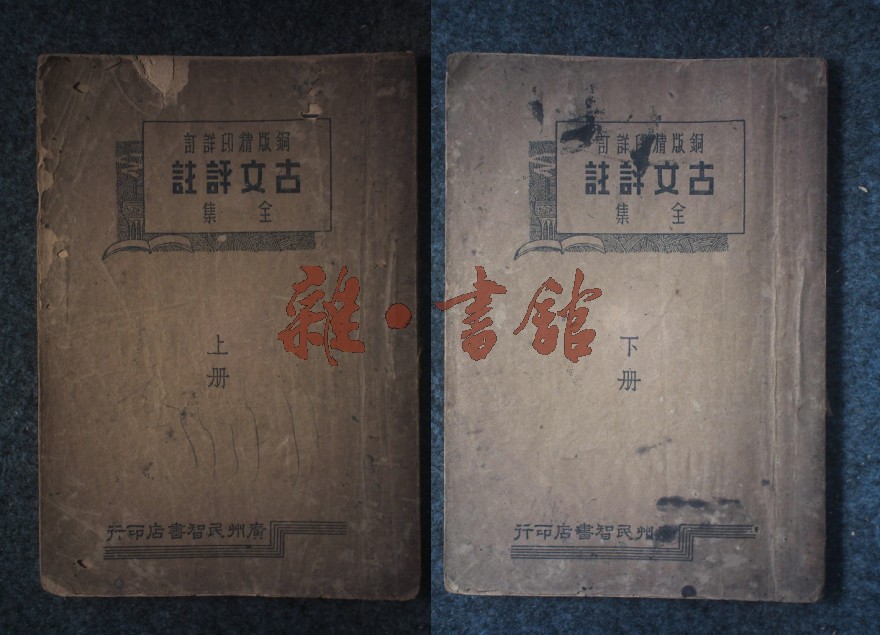 銅版精印詳訂
古文評註
全集
上册
廣州民智書店印行
銅版精印詳訂
古文評註
全集
下册
廣州民智書店印行
雜·書館